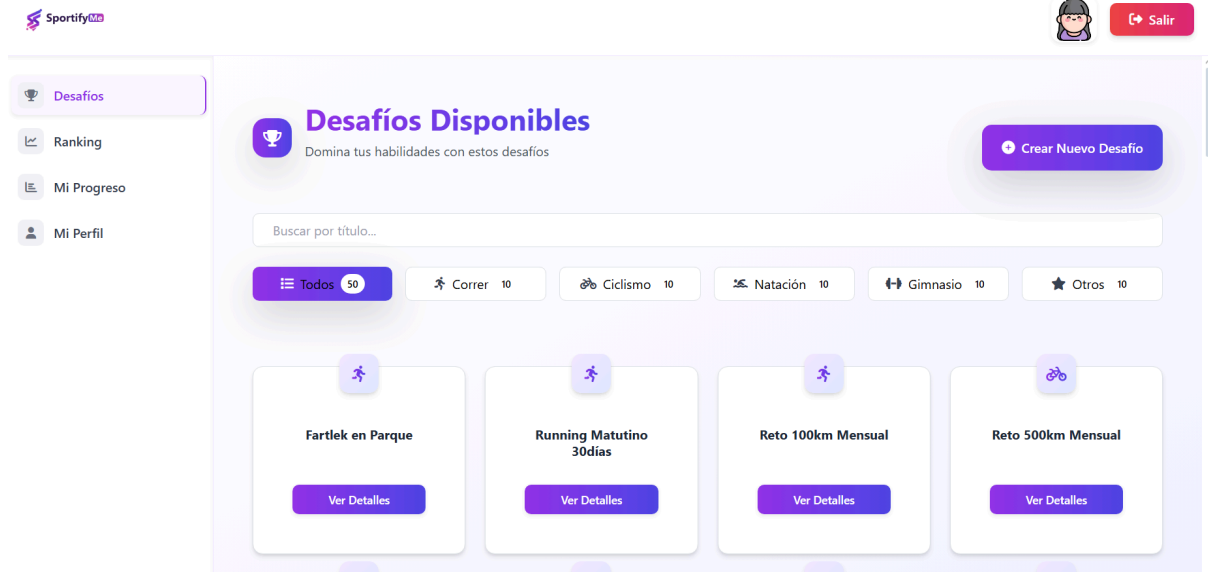 SportifyMe
Salir
Desafíos
Ranking
Mi Progreso
Mi Perfil
Desafíos Disponibles
Domina tus habilidades con estos desafíos
Crear Nuevo Desafío
Buscar por título...
Todos 50
Correr 10
Ciclismo 10
Natación 10
Gimnasio 10
Otros 10
Fartlek en Parque
Ver Detalles
Running Matutino
30días
Ver Detalles
Reto 100km Mensual
Ver Detalles
Reto 500km Mensual
Ver Detalles